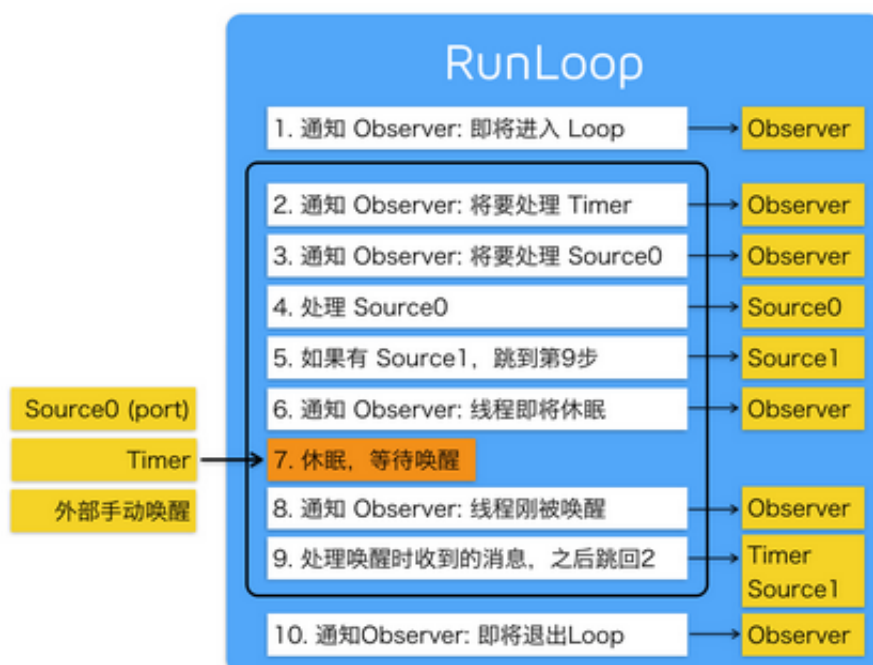 RunLoop
1. 通知 Observer: 即将进入 Loop
Observer
2. 通知 Observer: 将要处理 Timer
Observer
3. 通知 Observer: 将要处理 Source0
Observer
4. 处理 Source0
Source0
5. 如果有 Source1，跳到第9步
Source1
Source0 (port)
6. 通知 Observer: 线程即将休眠
Observer
Timer
7. 休眠，等待唤醒
外部手动唤醒
8. 通知 Observer: 线程刚被唤醒
Observer
9. 处理唤醒时收到的消息，之后跳回2
Timer
Source1
10. 通知Observer: 即将退出Loop
Observer